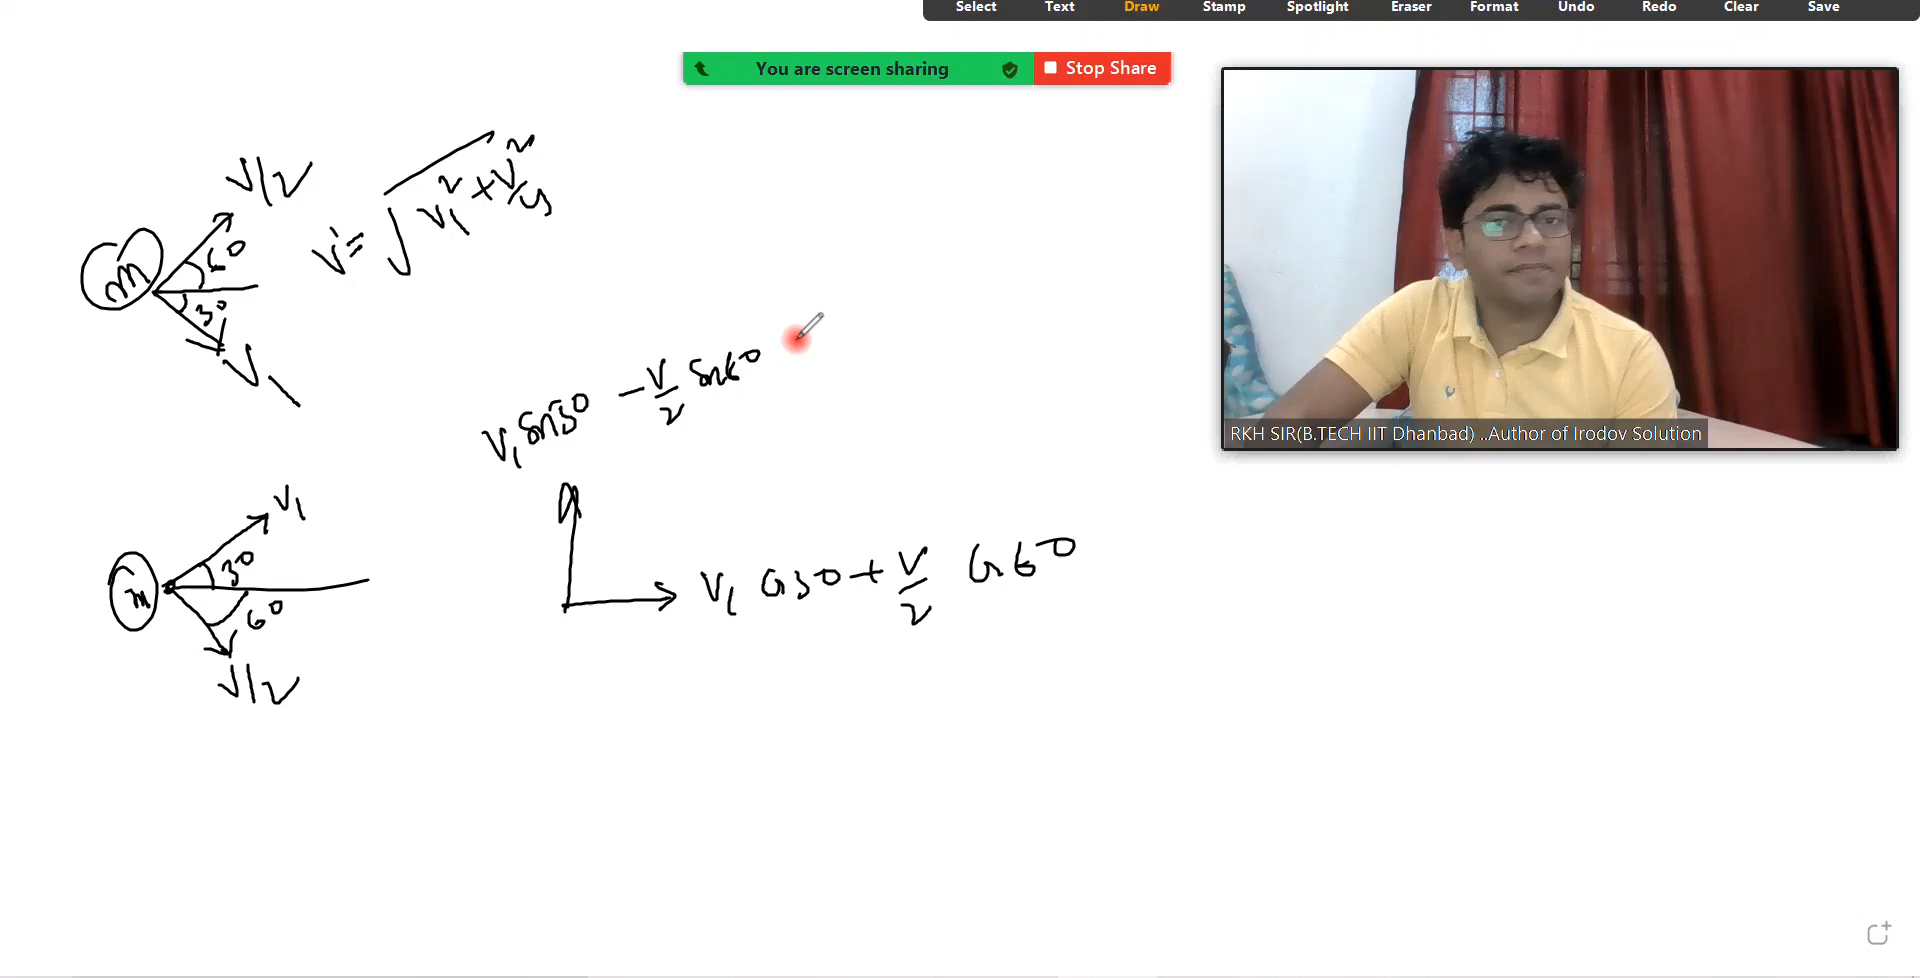 Select Text Draw Stamp Spotlight Eraser Format Undo Redo Clear Save
You are screen sharing
Stop Share
V/2
V' = √V₁² + V²/4
m
60
30
V₁
V₁ sin30 - V/2 sin60
V₁
30
m
60
V/2
V₁ Cos30 + V/2 Cos60
RKH SIR(B.TECH IIT Dhanbad) ..Author of Irodov Solution